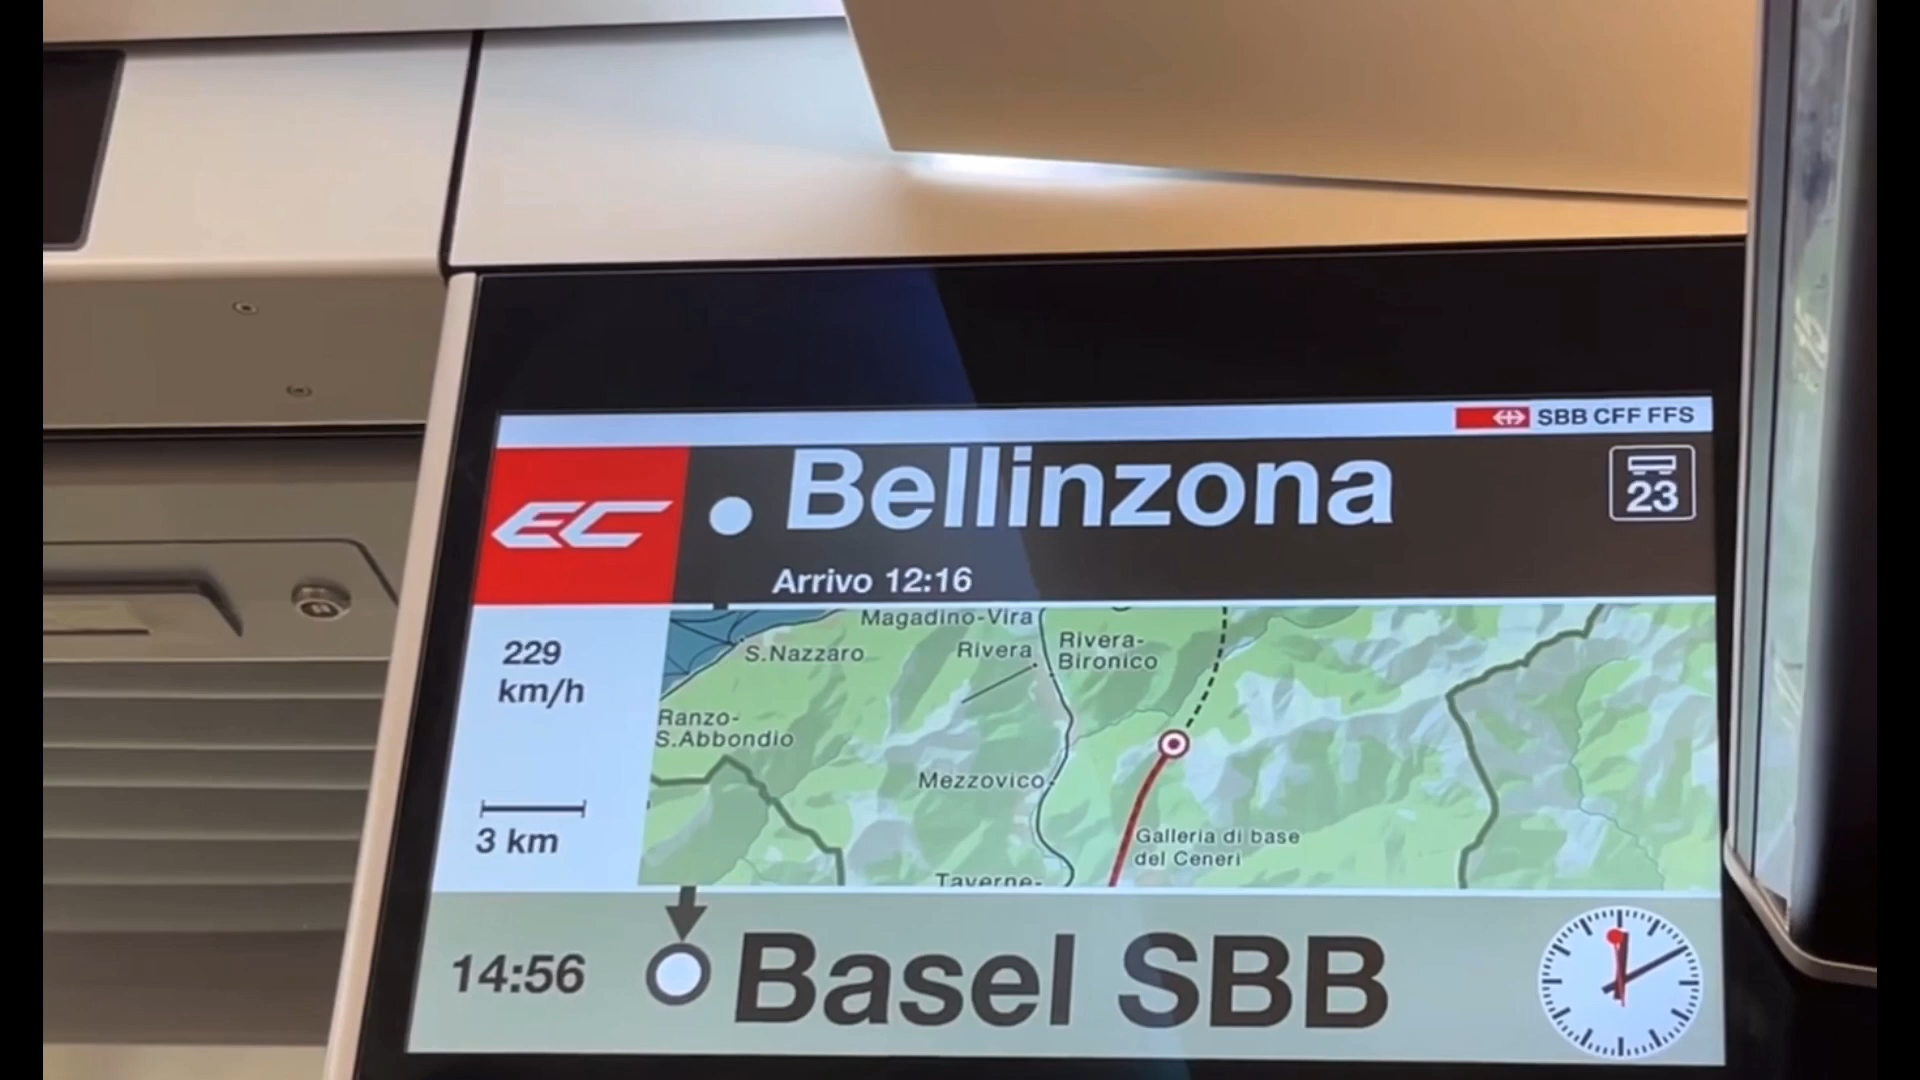 SBB CFF FFS
EC
Bellinzona
23
Arrivo 12:16
229
km/h
3 km
Magadino-Vira
S.Nazzaro
Rivera
Rivera-
Bironico
Ranzo-
S.Abbondio
Mezzovico
Galleria di base
del Ceneri
Taverne-
14:56
Basel SBB